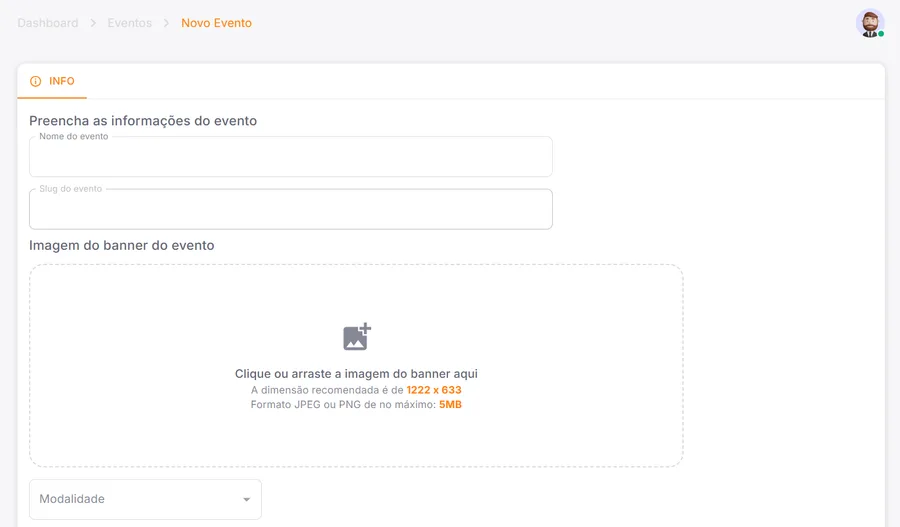 Dashboard > Eventos > Novo Evento
INFO
Preencha as informações do evento
Nome do evento
Slug do evento
Imagem do banner do evento
Clique ou arraste a imagem do banner aqui
A dimensão recomendada é de 1222 x 633
Formato JPEG ou PNG de no máximo: 5MB
Modalidade